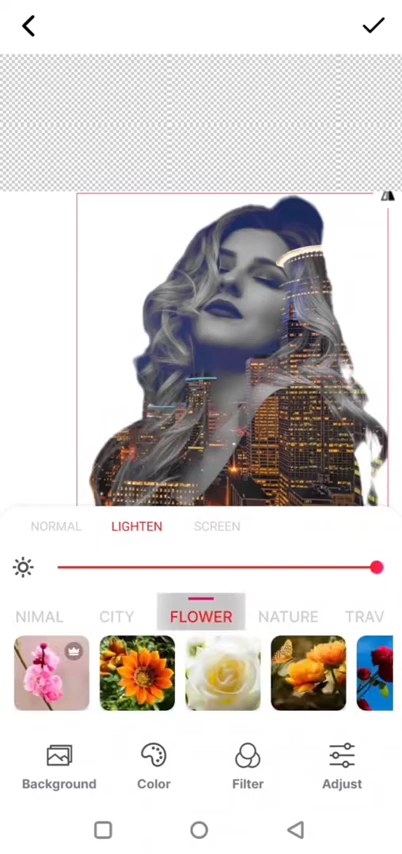 NORMAL LIGHTEN SCREEN
NIMAL CITY FLOWER NATURE TRAV
Background Color Filter Adjust